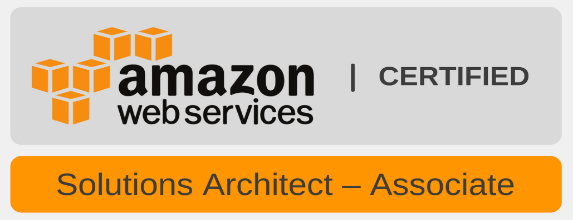 amazon | CERTIFIED
web services
Solutions Architect – Associate